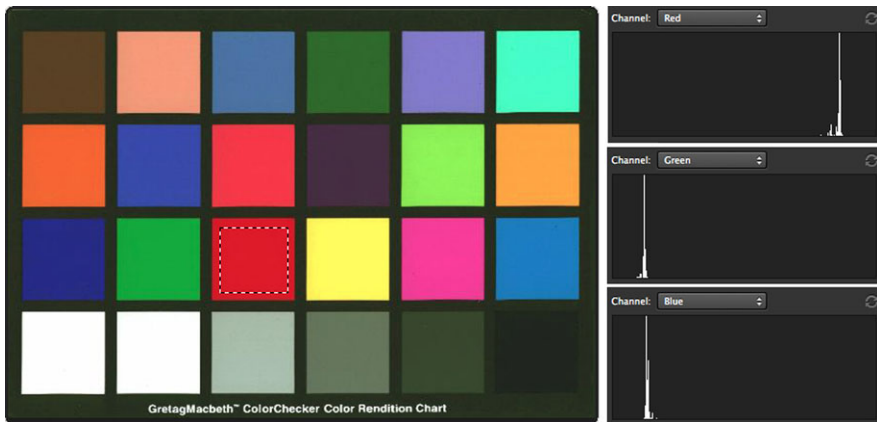 Channel: Red
Channel: Green
Channel: Blue
GretagMacbeth™ ColorChecker Color Rendition Chart